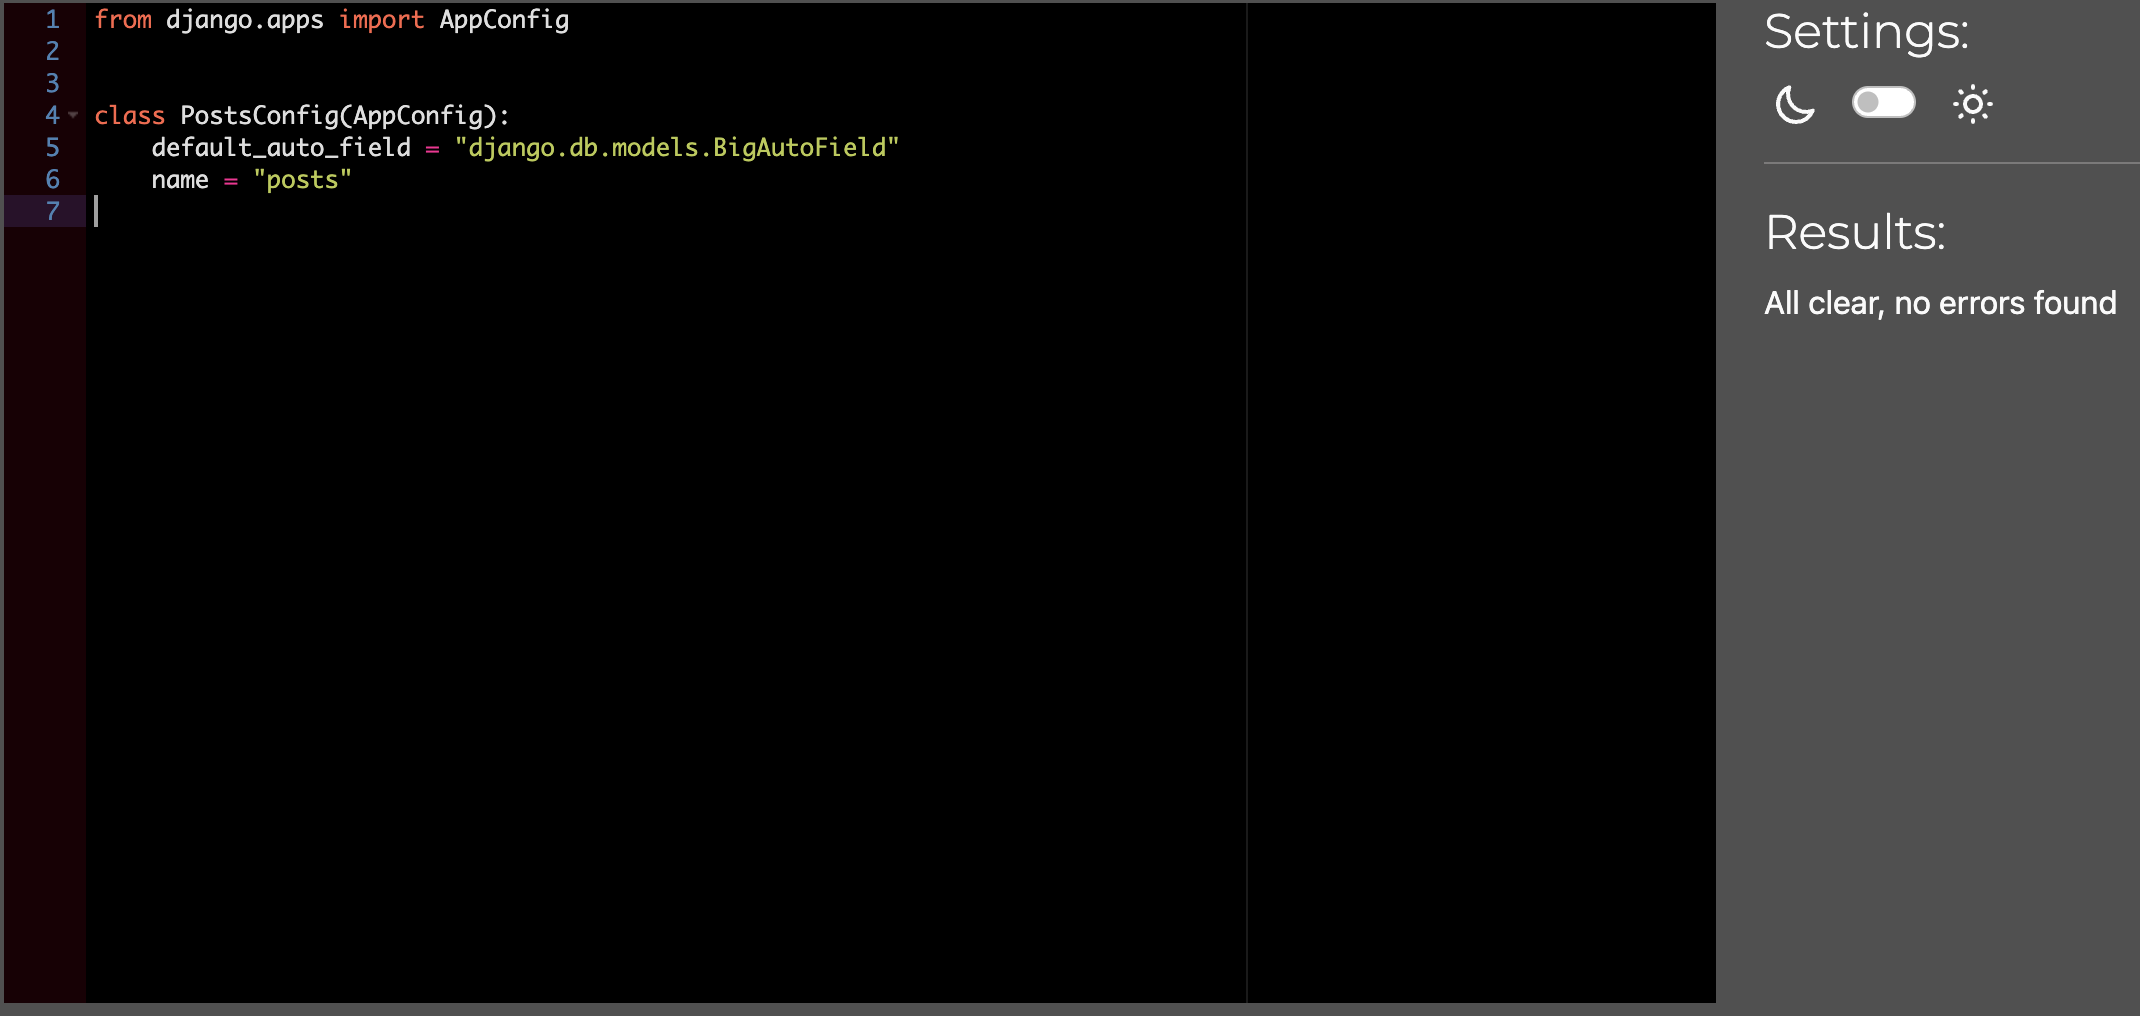 1 from django.apps import AppConfig
2
3
4 class PostsConfig(AppConfig):
5     default_auto_field = "django.db.models.BigAutoField"
6     name = "posts"
7
Settings:
Results:
All clear, no errors found